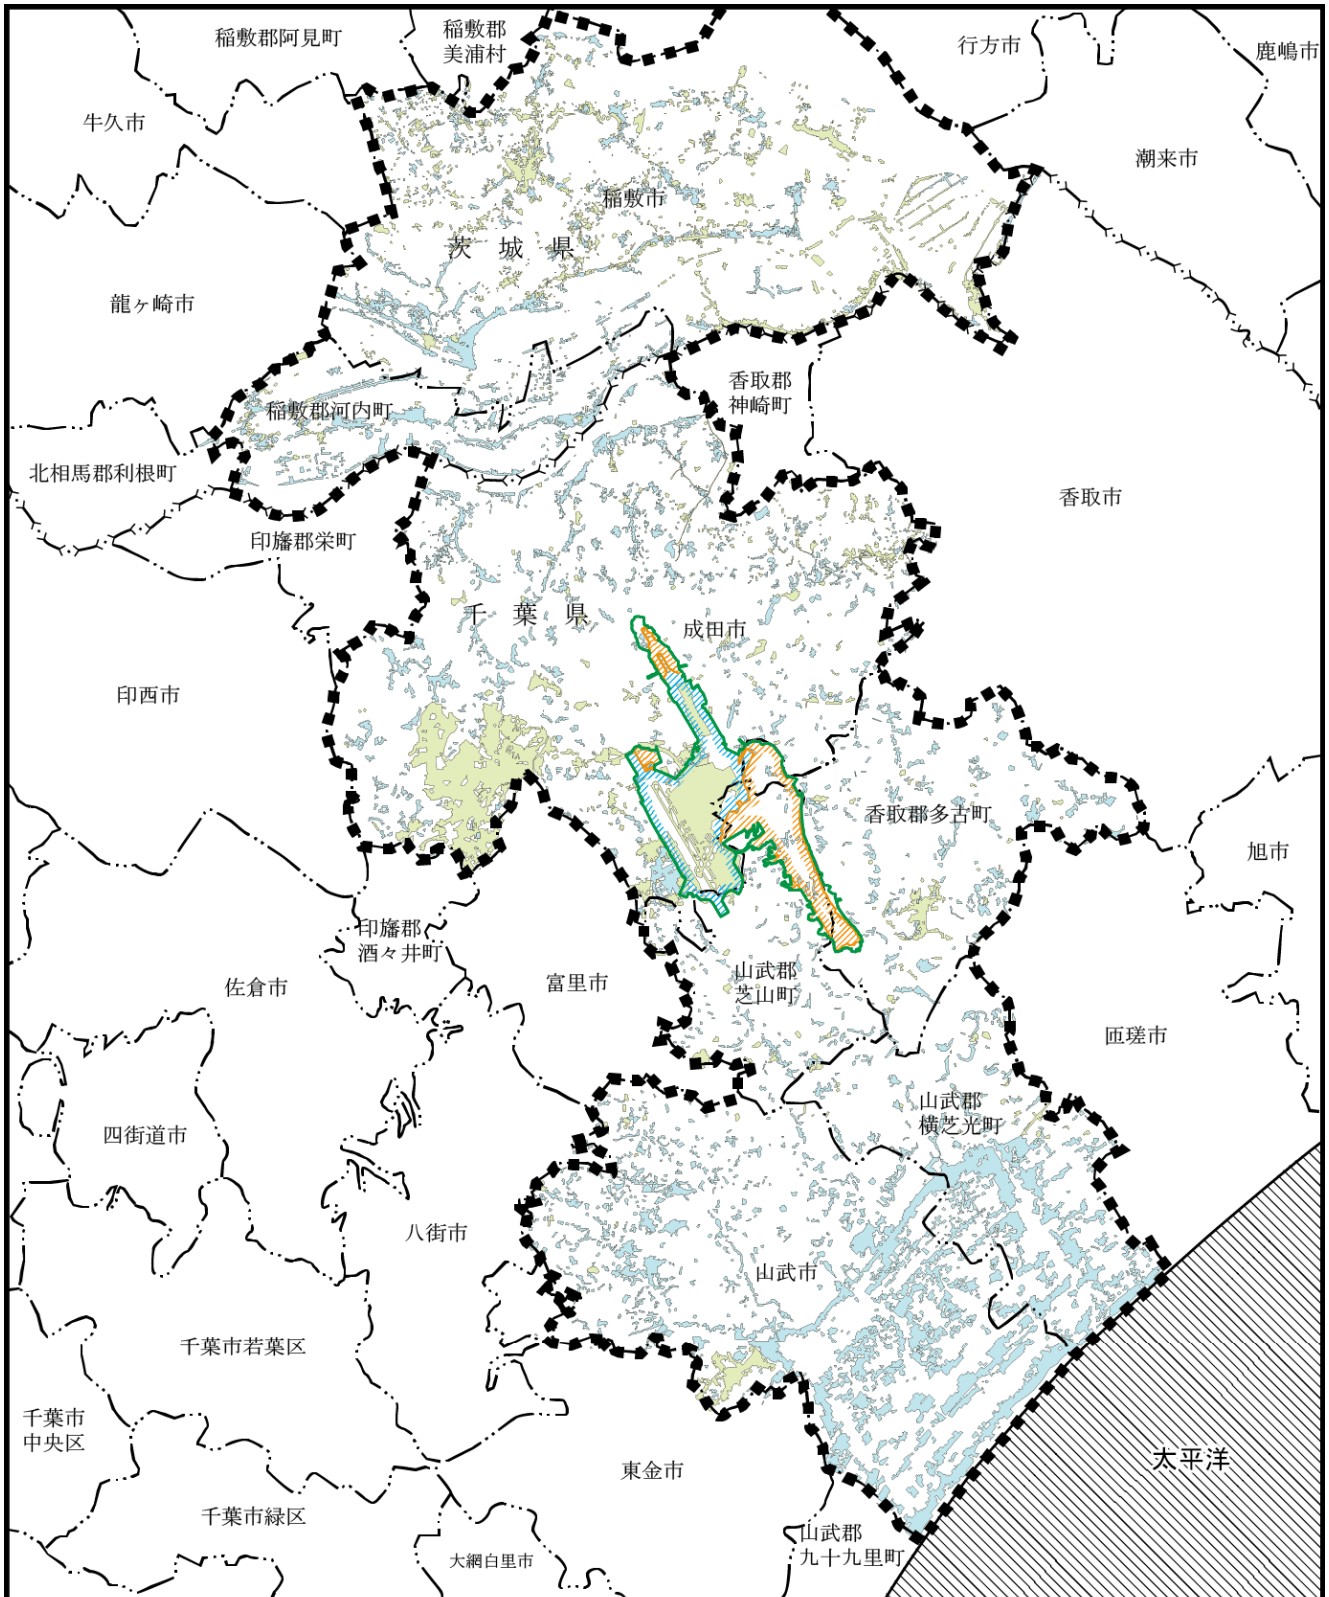 稲敷郡阿見町
稲敷郡
美浦村
行方市
鹿嶋市
牛久市
潮来市
稲敷市
茨城県
龍ヶ崎市
香取郡
神崎町
稲敷郡河内町
北相馬郡利根町
香取市
印旛郡栄町
千葉県
成田市
印西市
香取郡多古町
旭市
印旛郡
酒々井町
山武郡
芝山町
富里市
佐倉市
匝瑳市
山武郡
横芝光町
四街道市
八街市
山武市
千葉市若葉区
千葉市
中央区
太平洋
東金市
千葉市緑区
山武郡
九十九里町
大網白里市